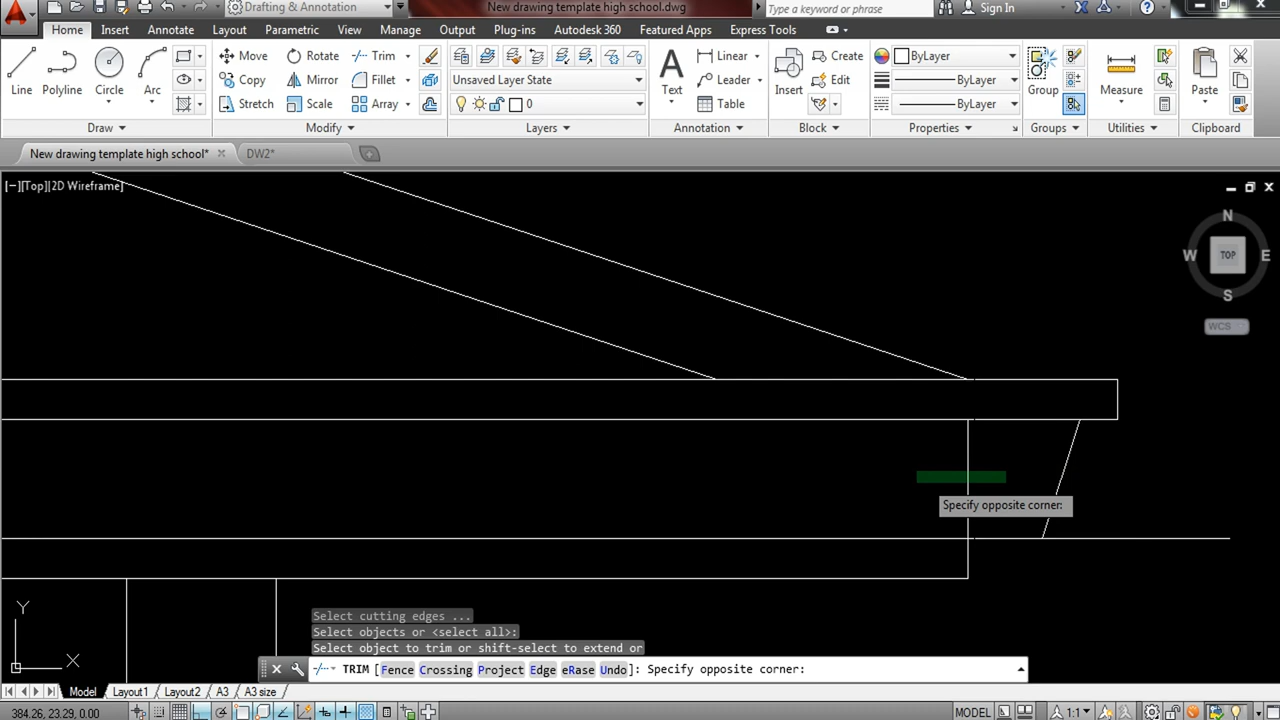 Drafting & Annotation
New drawing template high school.dwg
Type a keyword or phrase
Sign In
Home
Insert
Annotate
Layout
Parametric
View
Manage
Output
Plug-ins
Autodesk 360
Featured Apps
Express Tools
Line
Polyline
Circle
Arc
Draw
Move
Rotate
Trim
Copy
Mirror
Fillet
Stretch
Scale
Array
Modify
Unsaved Layer State
0
Layers
Text
Linear
Leader
Table
Annotation
Insert
Create
Edit
Block
ByLayer
ByLayer
ByLayer
Properties
Group
Groups
Measure
Utilities
Paste
Clipboard
New drawing template high school*
DW2*
[−][Top][2D Wireframe]
N
W
TOP
E
S
WCS
Specify opposite corner:
Y
X
Select cutting edges ...
Select objects or <select all>:
Select object to trim or shift-select to extend or
TRIM [Fence Crossing Project Edge eRase Undo]: Specify opposite corner:
Model
Layout1
Layout2
A3
A3 size
384.26, 23.29, 0.00
MODEL
1:1